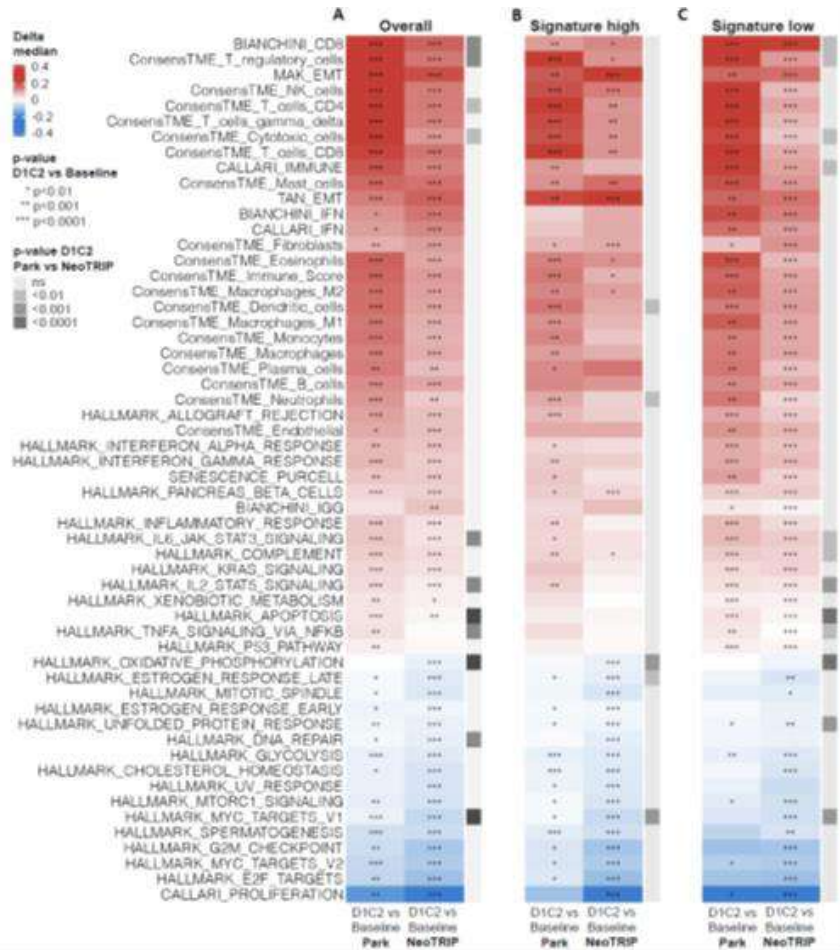 A
B
C
Overall
Signature high
Signature low
Delta
median
0.4
0.2
0
-0.2
-0.4
p-value
D1C2 vs Baseline
* p<0.01
** p<0.001
*** p<0.0001
p-value D1C2
Park vs NeoTRIP
ns
<0.01
<0.001
<0.0001
BIANCHINI_CD8
ConsensTME_T_regulatory_cells
MAK_EMT
ConsensTME_NK_cells
ConsensTME_T_cells_CD4
ConsensTME_T_cells_gamma_delta
ConsensTME_Cytotoxic_cells
ConsensTME_T_cells_CD8
CALLARI_IMMUNE
ConsensTME_Mast_cells
TAN_EMT
BIANCHINI_IFN
CALLARI_IFN
ConsensTME_Fibroblasts
ConsensTME_Eosinophils
ConsensTME_Immune_Score
ConsensTME_Macrophages_M2
ConsensTME_Dendritic_cells
ConsensTME_Macrophages_M1
ConsensTME_Monocytes
ConsensTME_Macrophages
ConsensTME_Plasma_cells
ConsensTME_B_cells
ConsensTME_Neutrophils
HALLMARK_ALLOGRAFT_REJECTION
ConsensTME_Endothelial
HALLMARK_INTERFERON_ALPHA_RESPONSE
HALLMARK_INTERFERON_GAMMA_RESPONSE
SENESCENCE_PURCELL
HALLMARK_PANCREAS_BETA_CELLS
BIANCHINI_IGG
HALLMARK_INFLAMMATORY_RESPONSE
HALLMARK_IL6_JAK_STAT3_SIGNALING
HALLMARK_COMPLEMENT
HALLMARK_KRAS_SIGNALING
HALLMARK_IL2_STAT5_SIGNALING
HALLMARK_XENOBIOTIC_METABOLISM
HALLMARK_APOPTOSIS
HALLMARK_TNFA_SIGNALING_VIA_NFKB
HALLMARK_P53_PATHWAY
HALLMARK_OXIDATIVE_PHOSPHORYLATION
HALLMARK_ESTROGEN_RESPONSE_LATE
HALLMARK_MITOTIC_SPINDLE
HALLMARK_ESTROGEN_RESPONSE_EARLY
HALLMARK_UNFOLDED_PROTEIN_RESPONSE
HALLMARK_DNA_REPAIR
HALLMARK_GLYCOLYSIS
HALLMARK_CHOLESTEROL_HOMEOSTASIS
HALLMARK_UV_RESPONSE
HALLMARK_MTORC1_SIGNALING
HALLMARK_MYC_TARGETS_V1
HALLMARK_SPERMATOGENESIS
HALLMARK_G2M_CHECKPOINT
HALLMARK_MYC_TARGETS_V2
HALLMARK_E2F_TARGETS
CALLARI_PROLIFERATION
D1C2 vs D1C2 vs D1C2 vs D1C2 vs D1C2 vs D1C2 vs
Baseline Baseline Baseline Baseline Baseline Baseline
Park NeoTRIP Park NeoTRIP Park NeoTRIP